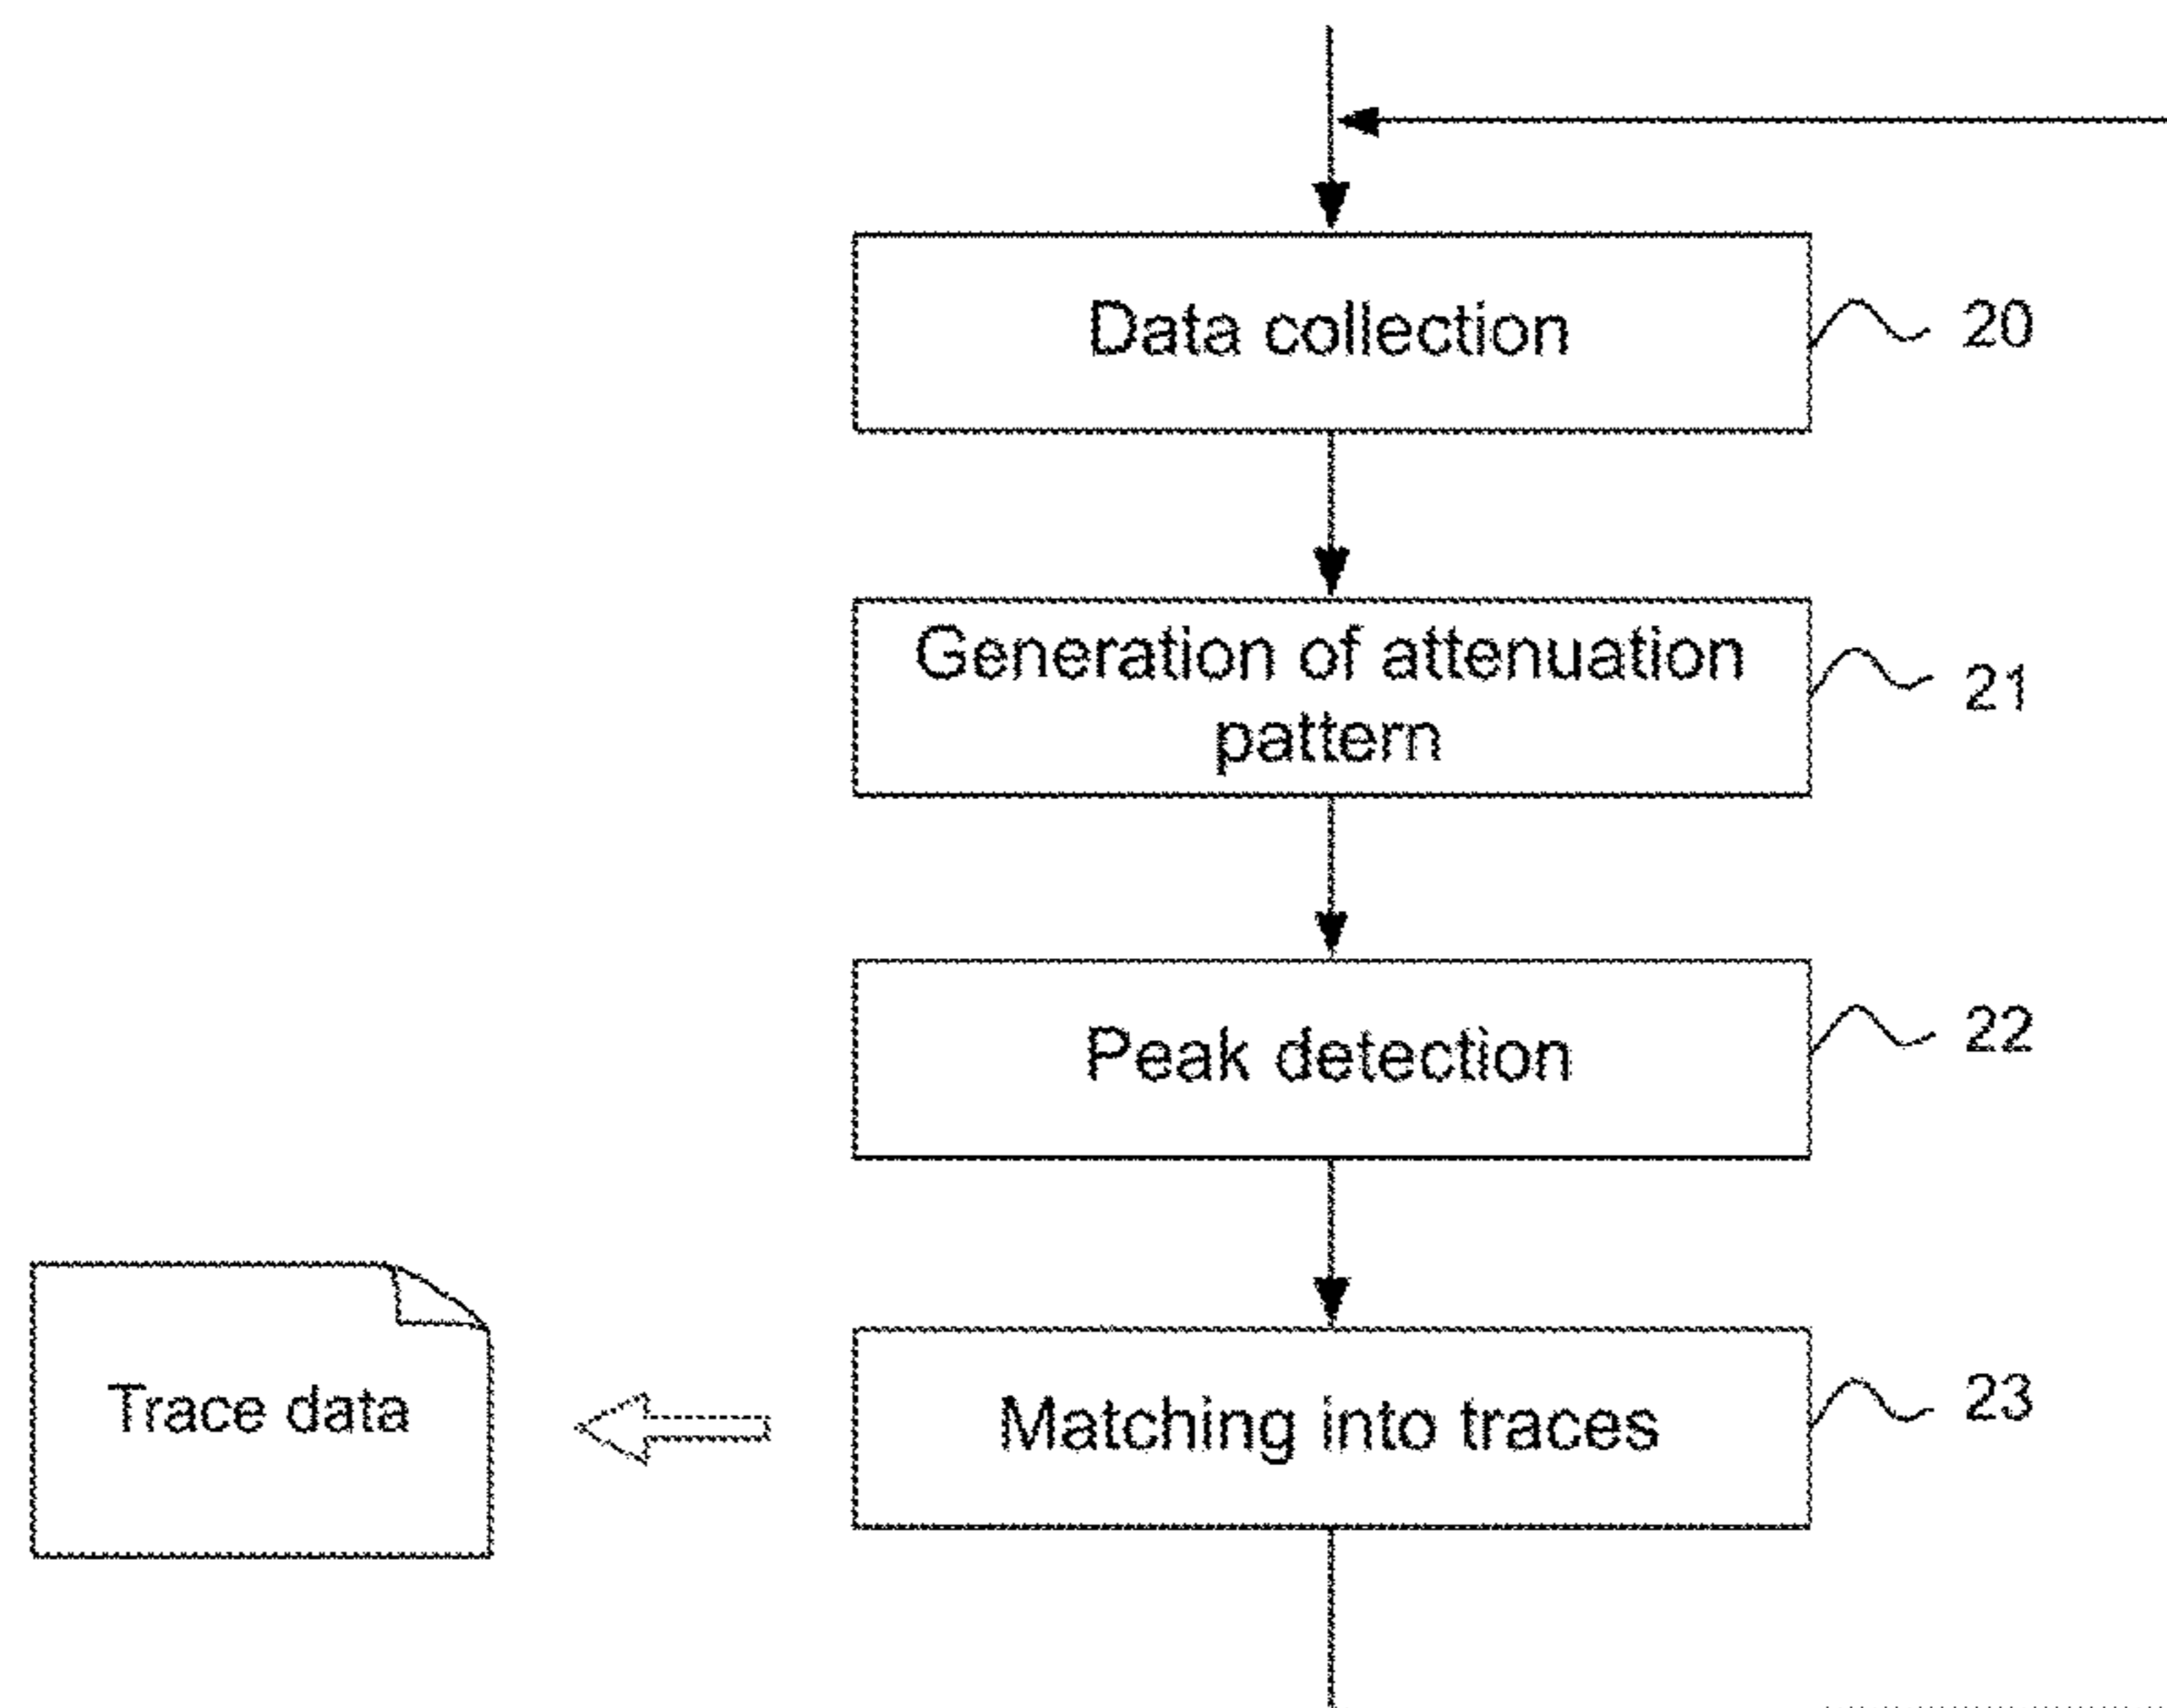 Data collection
20
Generation of attenuation
pattern
21
Peak detection
22
Trace data
Matching into traces
23